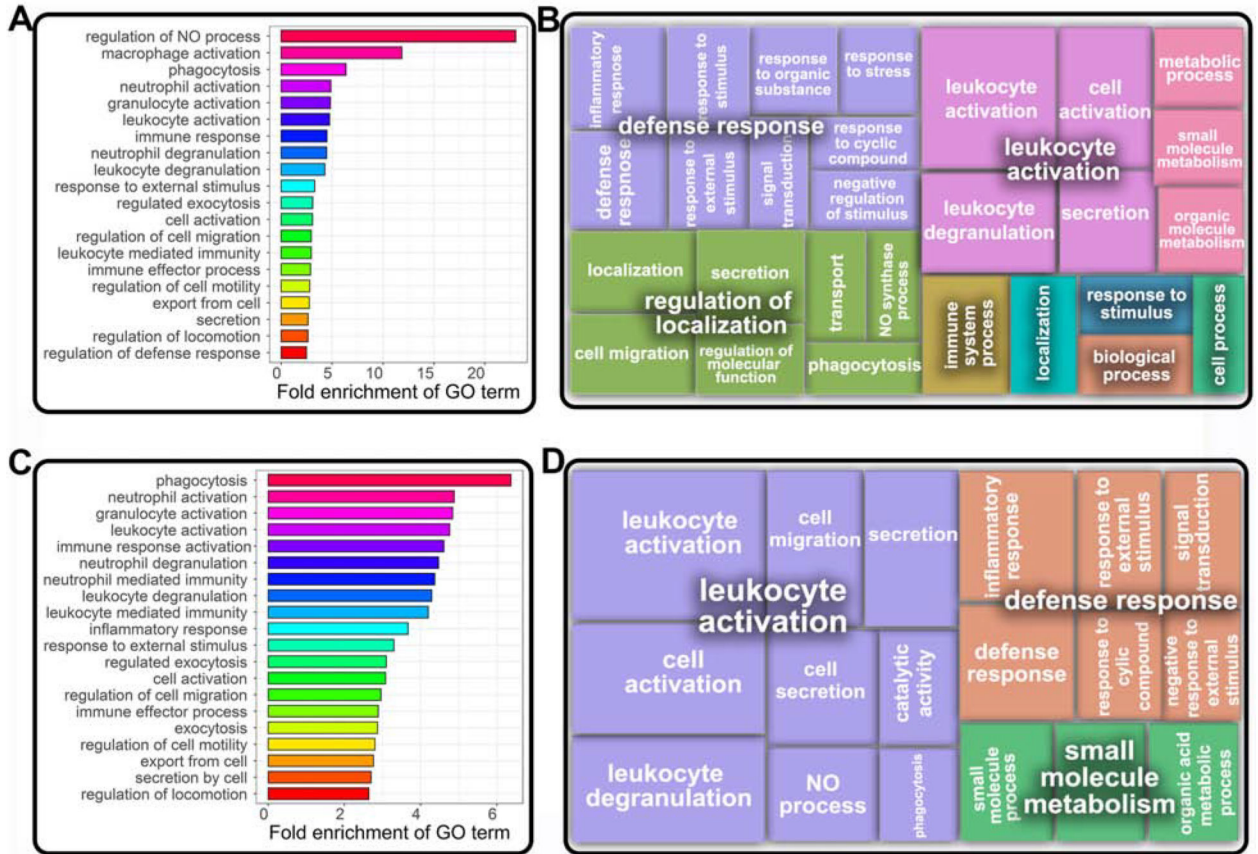 A
regulation of NO process
macrophage activation
phagocytosis
neutrophil activation
granulocyte activation
leukocyte activation
immune response
neutrophil degranulation
leukocyte degranulation
response to external stimulus
regulated exocytosis
cell activation
regulation of cell migration
leukocyte mediated immunity
immune effector process
regulation of cell motility
export from cell
secretion
regulation of locomotion
regulation of defense response
0 5 10 15 20
Fold enrichment of GO term
B
inflammatory
respnose
response to
stimulus
response
to organic
substance
response
to stress
defense response
defense
respnose
response to
external
stimulus
signal
transduction
response
to cyclic
compound
negative
regulation
of stimulus
localization
secretion
transport
NO synthase
process
regulation of
localization
cell migration
regulation of
molecular
function
phagocytosis
leukocyte
activation
cell
activation
leukocyte
activation
leukocyte
degranulation
secretion
metabolic
process
small
molecule
metabolism
organic
molecule
metabolism
immune
system
process
localization
response to
stimulus
biological
process
cell process
C
phagocytosis
neutrophil activation
granulocyte activation
leukocyte activation
immune response activation
neutrophil degranulation
neutrophil mediated immunity
leukocyte degranulation
leukocyte mediated immunity
inflammatory response
response to external stimulus
regulated exocytosis
cell activation
regulation of cell migration
immune effector process
exocytosis
regulation of cell motility
export from cell
secretion by cell
regulation of locomotion
0 2 4 6
Fold enrichment of GO term
D
leukocyte
activation
cell
migration
secretion
leukocyte
activation
cell
activation
cell
secretion
catalytic
activity
leukocyte
degranulation
NO
process
phagocytosis
inflammatory
response
response to
external
stimulus
signal
transduction
defense response
defense
response
response to
cylic
compound
negative
response to
external
stimulus
small
molecule
process
small
molecule
metabolism
organic acid
metabolic
process